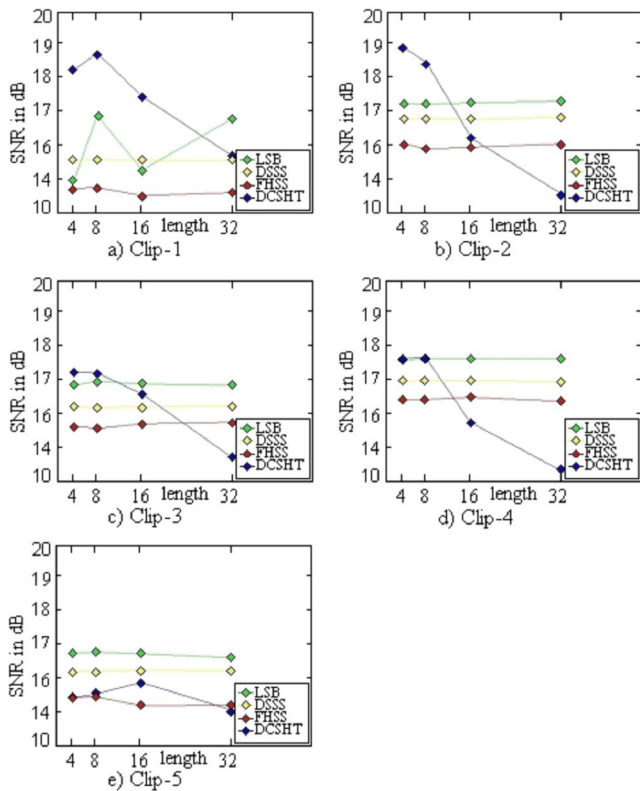 SNR in dB
20
19
18
17
16
14
10
4 8 16 length 32
LSB
DSSS
FHSS
DCSHT
a) Clip-1
SNR in dB
20
19
18
17
16
14
10
4 8 16 length 32
LSB
DSSS
FHSS
DCSHT
b) Clip-2
SNR in dB
20
19
18
17
16
14
10
4 8 16 length 32
LSB
DSSS
FHSS
DCSHT
c) Clip-3
SNR in dB
20
19
18
17
16
14
10
4 8 16 length 32
LSB
DSSS
FHSS
DCSHT
d) Clip-4
SNR in dB
20
19
18
17
16
14
10
4 8 16 length 32
LSB
DSSS
FHSS
DCSHT
e) Clip-5